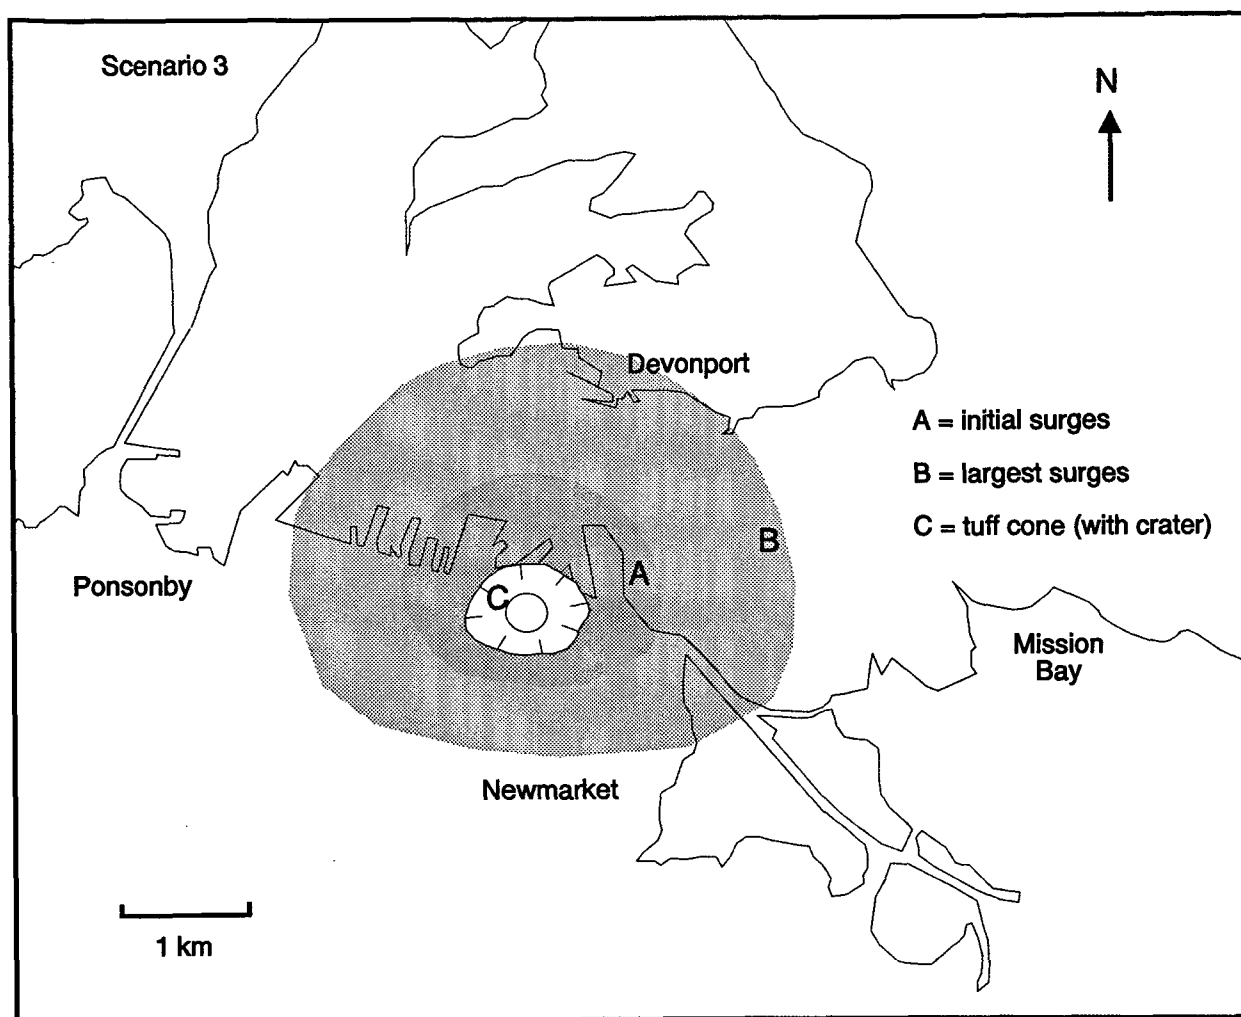 Scenario 3
N
Devonport
A = initial surges
B = largest surges
C = tuff cone (with crater)
B
A
C
Ponsonby
Mission
Bay
Newmarket
1 km